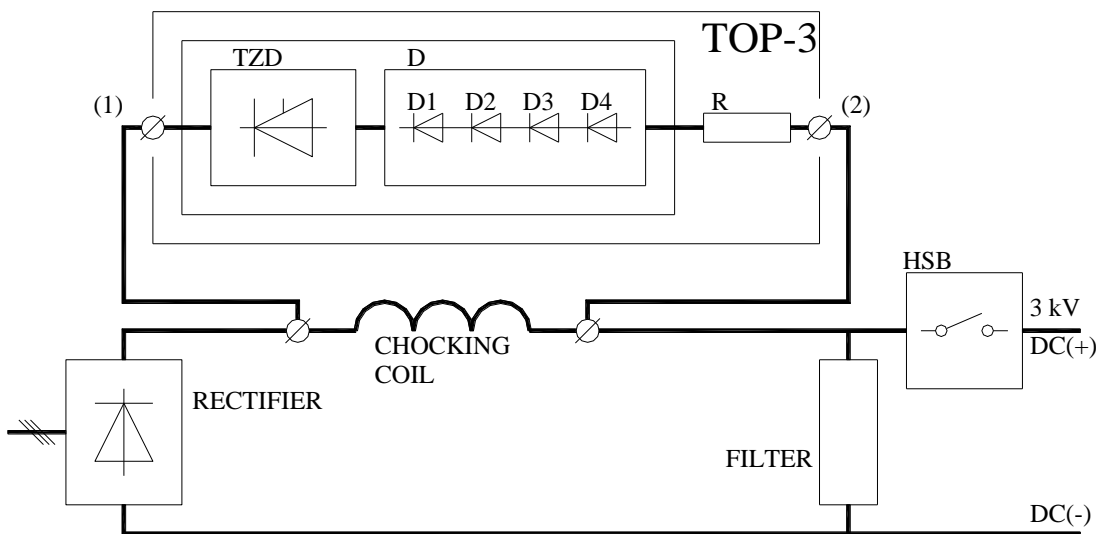 TOP-3
TZD
D
(1)
D1 D2 D3 D4
R
(2)
HSB
3 kV
DC(+)
CHOCKING
COIL
RECTIFIER
FILTER
DC(-)